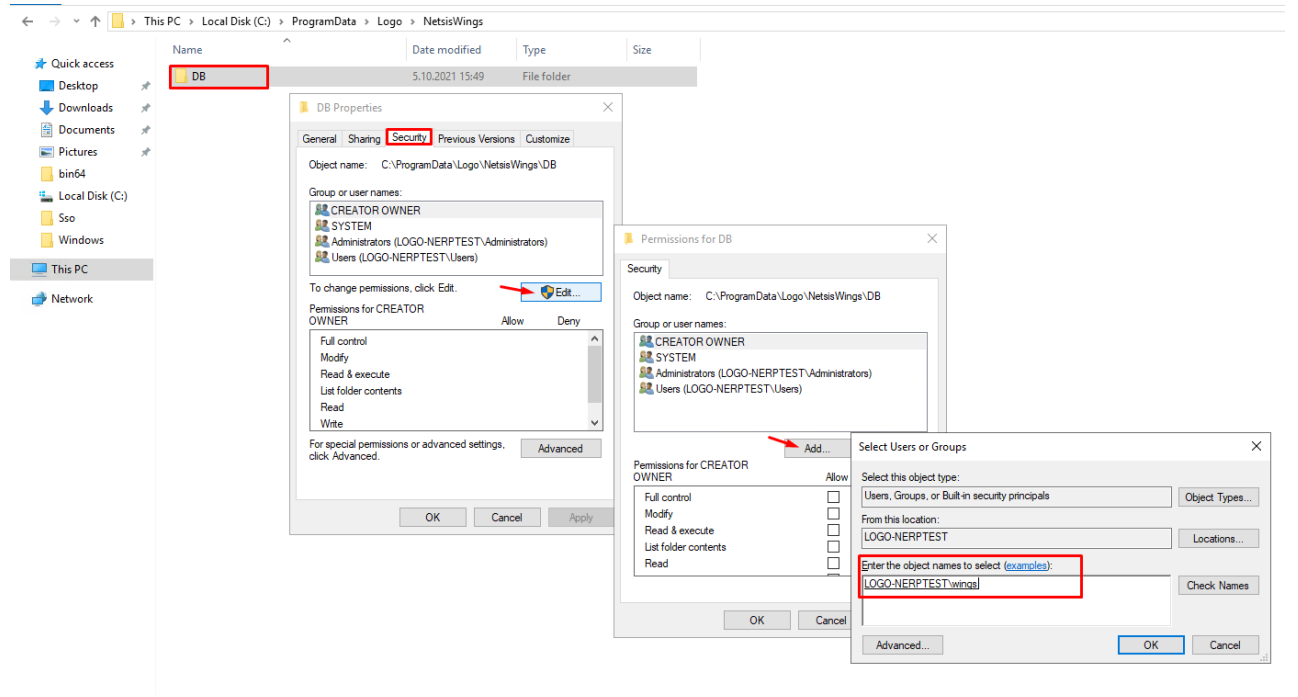 This PC > Local Disk (C:) > ProgramData > Logo > NetsisWings
Name Date modified Type Size
Quick access
Desktop
Downloads
Documents
Pictures
bin64
Local Disk (C:)
Sso
Windows
This PC
Network
DB 5.10.2021 15:49 File folder
DB Properties
General Sharing Security Previous Versions Customize
Object name: C:\ProgramData\Logo\NetsisWings\DB
Group or user names:
CREATOR OWNER
SYSTEM
Administrators (LOGO-NERPTEST\Administrators)
Users (LOGO-NERPTEST\Users)
To change permissions, click Edit.
Edit...
Permissions for CREATOR
OWNER Allow Deny
Full control
Modify
Read & execute
List folder contents
Read
Write
For special permissions or advanced settings,
click Advanced.
Advanced
OK Cancel Apply
Permissions for DB
Security
Object name: C:\ProgramData\Logo\NetsisWings\DB
Group or user names:
CREATOR OWNER
SYSTEM
Administrators (LOGO-NERPTEST\Administrators)
Users (LOGO-NERPTEST\Users)
Add...
Permissions for CREATOR
OWNER Allow
Full control
Modify
Read & execute
List folder contents
Read
OK Cancel
Select Users or Groups
Select this object type:
Users, Groups, or Built-in security principals
Object Types...
From this location:
LOGO-NERPTEST
Locations...
Enter the object names to select (examples):
LOGO-NERPTEST\wings
Check Names
Advanced...
OK Cancel